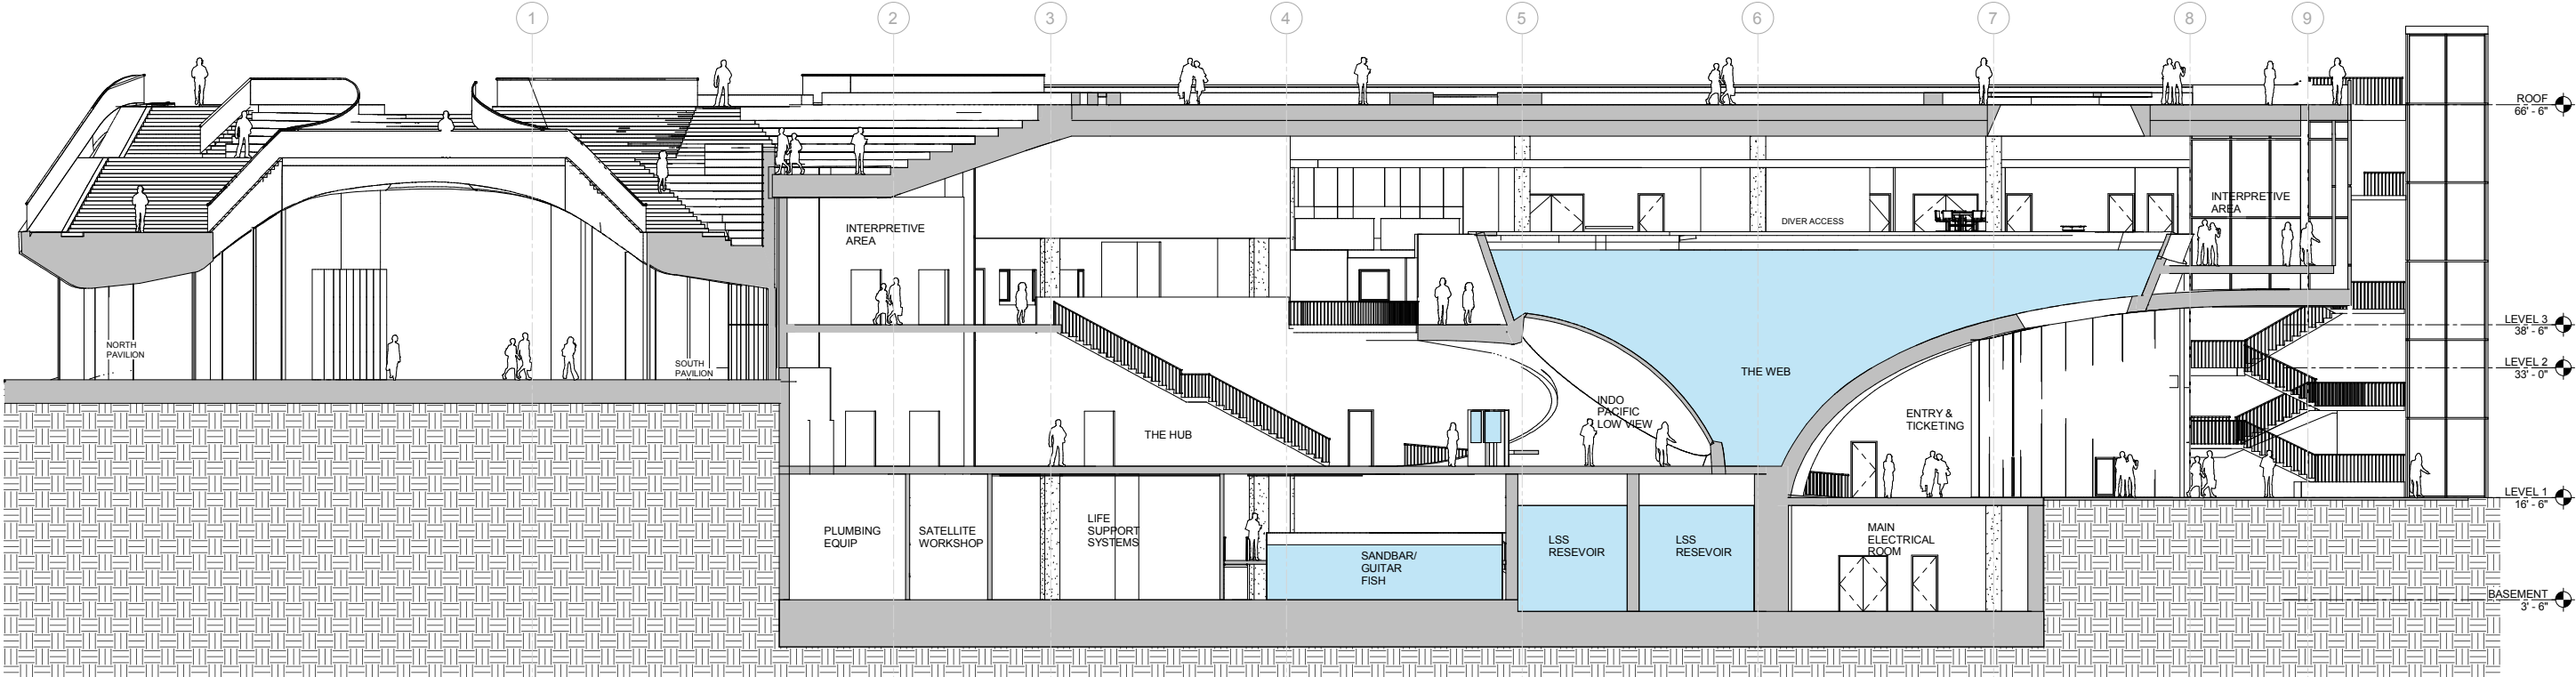 1
2
3
4
5
6
7
8
9
ROOF
66' - 6"
INTERPRETIVE
AREA
DIVER ACCESS
INTERPRETIVE
AREA
LEVEL 3
38' - 6"
NORTH
PAVILION
SOUTH
PAVILION
THE WEB
LEVEL 2
33' - 0"
INDO
PACIFIC
LOW VIEW
ENTRY &
TICKETING
THE HUB
LEVEL 1
16' - 6"
PLUMBING
EQUIP
SATELLITE
WORKSHOP
LIFE
SUPPORT
SYSTEMS
SANDBAR/
GUITAR
FISH
LSS
RESEVOIR
LSS
RESEVOIR
MAIN
ELECTRICAL
ROOM
BASEMENT
3' - 6"